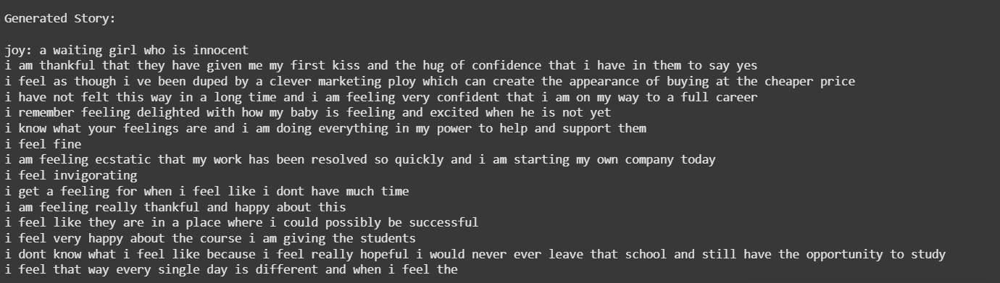 Generated Story:
joy: a waiting girl who is innocent
i am thankful that they have given me my first kiss and the hug of confidence that i have in them to say yes
i feel as though i ve been duped by a clever marketing ploy which can create the appearance of buying at the cheaper price
i have not felt this way in a long time and i am feeling very confident that i am on my way to a full career
i remember feeling delighted with how my baby is feeling and excited when he is not yet
i know what your feelings are and i am doing everything in my power to help and support them
i feel fine
i am feeling ecstatic that my work has been resolved so quickly and i am starting my own company today
i feel invigorating
i get a feeling for when i feel like i dont have much time
i am feeling really thankful and happy about this
i feel like they are in a place where i could possibly be successful
i feel very happy about the course i am giving the students
i dont know what i feel like because i feel really hopeful i would never ever leave that school and still have the opportunity to study
i feel that way every single day is different and when i feel the